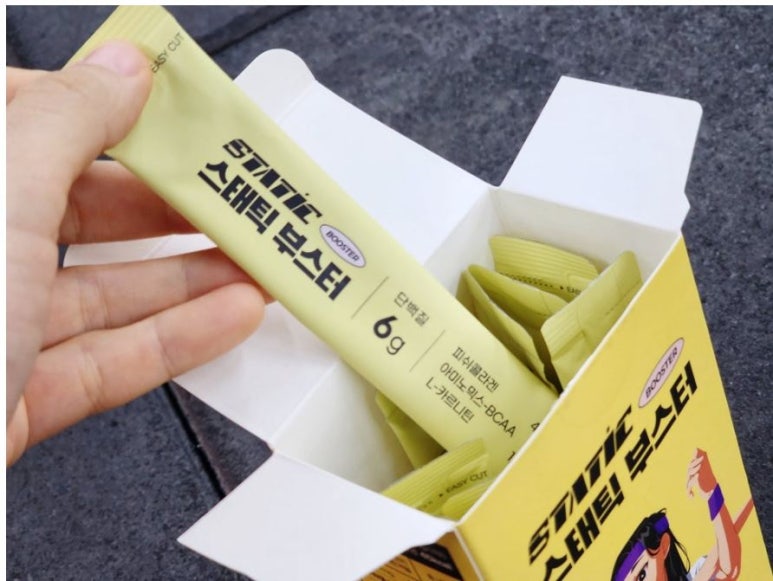 EASY CUT
STATIC
스태틱 부스터
BOOSTER
단백질
6g
피쉬콜라겐
아미노믹스-BCAA
L-카르니틴
EASY CUT
STATIC
스태틱 부스터
BOOSTER